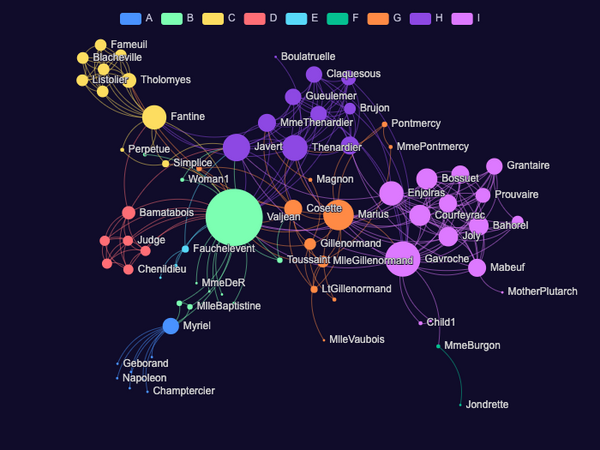 A B C D E F G H I
Fameuil
Boulatruelle
Blacheville
Claquesous
Listolier
Tholomyes
Gueulemer
Brujon
Fantine
MmeThenardier
Pontmercy
Perpetue
Javert
Thenardier
MmePontmercy
Simplice
Grantaire
Woman1
Magnon
Bossuet
Enjolras
Prouvaire
Bamatabois
Valjean
Cosette
Marius
Courfeyrac
Bahorel
Judge
Fauchelevent
Gillenormand
Joly
Toussaint
MlleGillenormand
Gavroche
Chenildieu
Mabeuf
MmeDeR
LtGillenormand
MotherPlutarch
MlleBaptistine
Myriel
Child1
MlleVaubois
MmeBurgon
Geborand
Napoleon
Champtercier
Jondrette